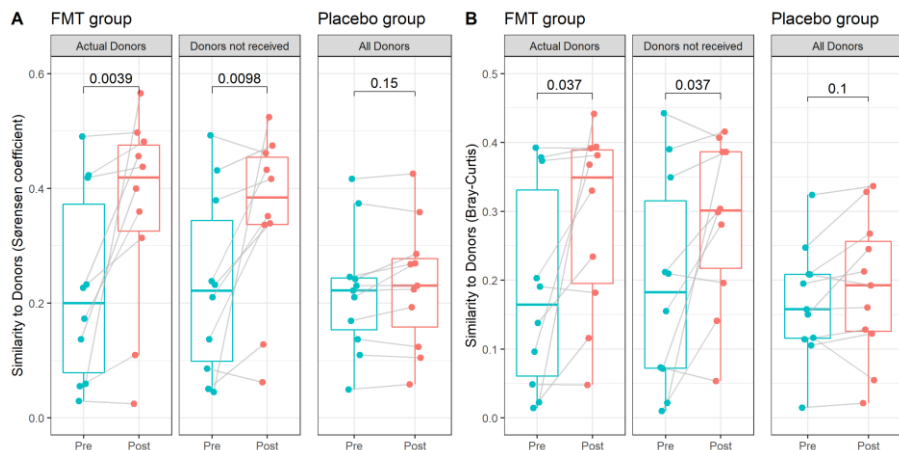 A
FMT group
Placebo group
Actual Donors
Donors not received
All Donors
Similarity to Donors (Sørensen coefficient)
0.6
0.4
0.2
0.0
0.0039
0.0098
0.15
Pre
Post
Pre
Post
Pre
Post
B
FMT group
Placebo group
Actual Donors
Donors not received
All Donors
Similarity to Donors (Bray-Curtis)
0.5
0.4
0.3
0.2
0.1
0.0
0.037
0.037
0.1
Pre
Post
Pre
Post
Pre
Post